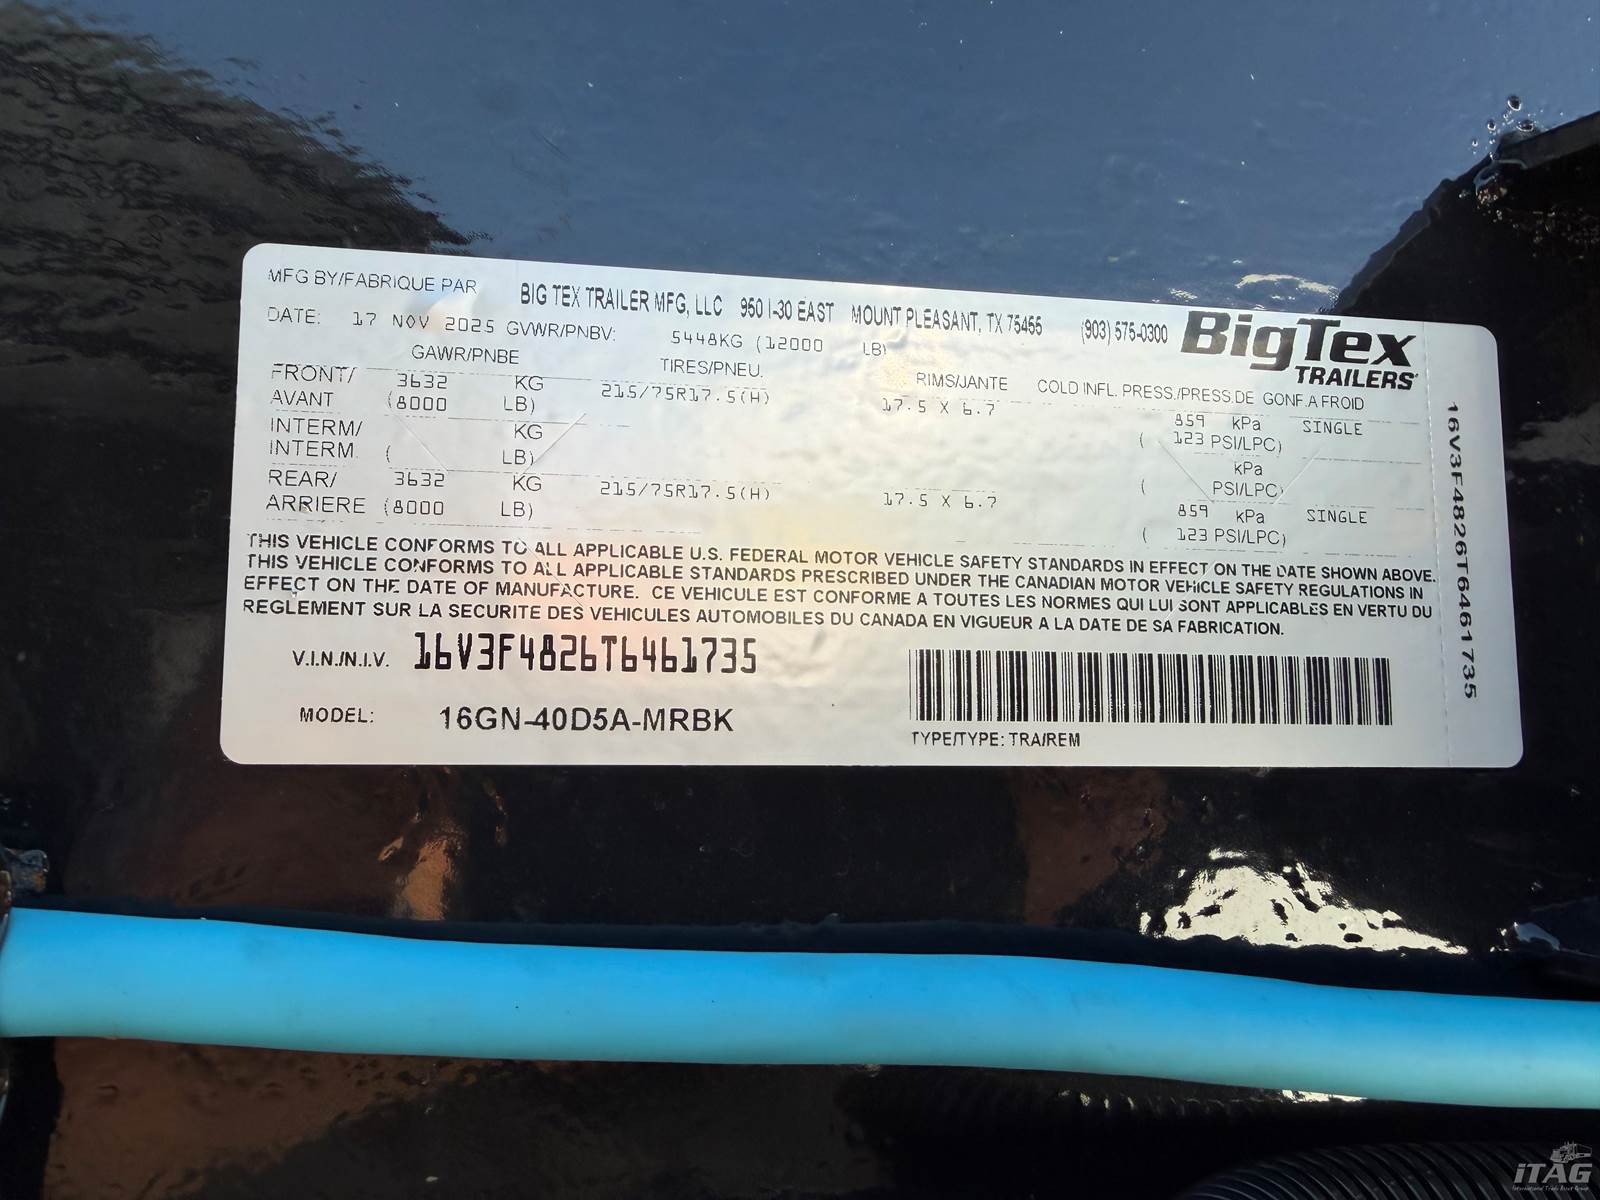 MFG BY/FABRIQUE PAR BIG TEX TRAILER MFG, LLC 950 I-30 EAST MOUNT PLEASANT, TX 75455 (903) 575-0300
BigTex
TRAILERS
DATE: 17 NOV 2025 GVWR/PNBV: 5448KG (12000 LB)
GAWR/PNBE TIRES/PNEU. RIMS/JANTE COLD INFL. PRESS./PRESS.DE GONF.A FROID
FRONT/ 3632 KG 215/75R17.5(H) 17.5 X 6.7 859 kPa SINGLE
AVANT (8000 LB) ( 123 PSI/LPC)
INTERM/ KG kPa
INTERM. ( LB) ( PSI/LPC)
REAR/ 3632 KG 215/75R17.5(H) 17.5 X 6.7 859 kPa SINGLE
ARRIERE (8000 LB) ( 123 PSI/LPC)
THIS VEHICLE CONFORMS TO ALL APPLICABLE U.S. FEDERAL MOTOR VEHICLE SAFETY STANDARDS IN EFFECT ON THE DATE SHOWN ABOVE.
THIS VEHICLE CONFORMS TO ALL APPLICABLE STANDARDS PRESCRIBED UNDER THE CANADIAN MOTOR VEHICLE SAFETY REGULATIONS IN
EFFECT ON THE DATE OF MANUFACTURE. CE VEHICULE EST CONFORME A TOUTES LES NORMES QUI LUI SONT APPLICABLES EN VERTU DU
REGLEMENT SUR LA SECURITE DES VEHICULES AUTOMOBILES DU CANADA EN VIGUEUR A LA DATE DE SA FABRICATION.
V.I.N./N.I.V. 16V3F4826T6461735
MODEL: 16GN-40D5A-MRBK
TYPE/TYPE: TRA/REM
16V3F4826T6461735
iTAG